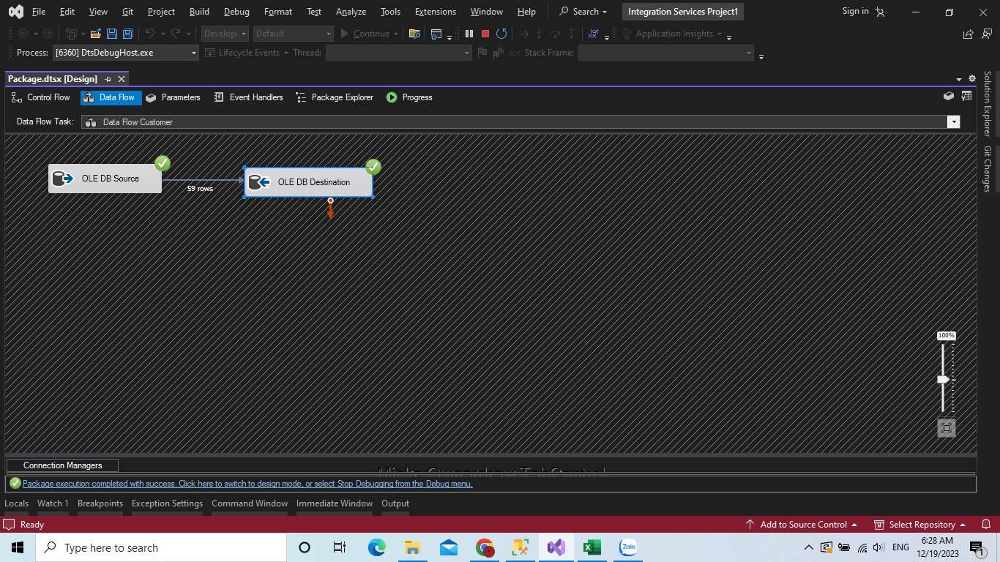 File Edit View Git Project Build Debug Format Test Analyze Tools Extensions Window Help Search Integration Services Project1 Sign in
Develop Default Continue Application Insights
Process: [6360] DtsDebugHost.exe Lifecycle Events Thread: Stack Frame:
Package.dtsx [Design]
Control Flow Data Flow Parameters Event Handlers Package Explorer Progress
Data Flow Task: Data Flow Customer
Solution Explorer
Git Changes
OLE DB Source
59 rows
OLE DB Destination
100%
Connection Managers
Package execution completed with success. Click here to switch to design mode, or select Stop Debugging from the Debug menu.
Locals Watch 1 Breakpoints Exception Settings Command Window Immediate Window Output
Ready Add to Source Control Select Repository
Type here to search
Zalo
ENG
6:28 AM
12/19/2023
1